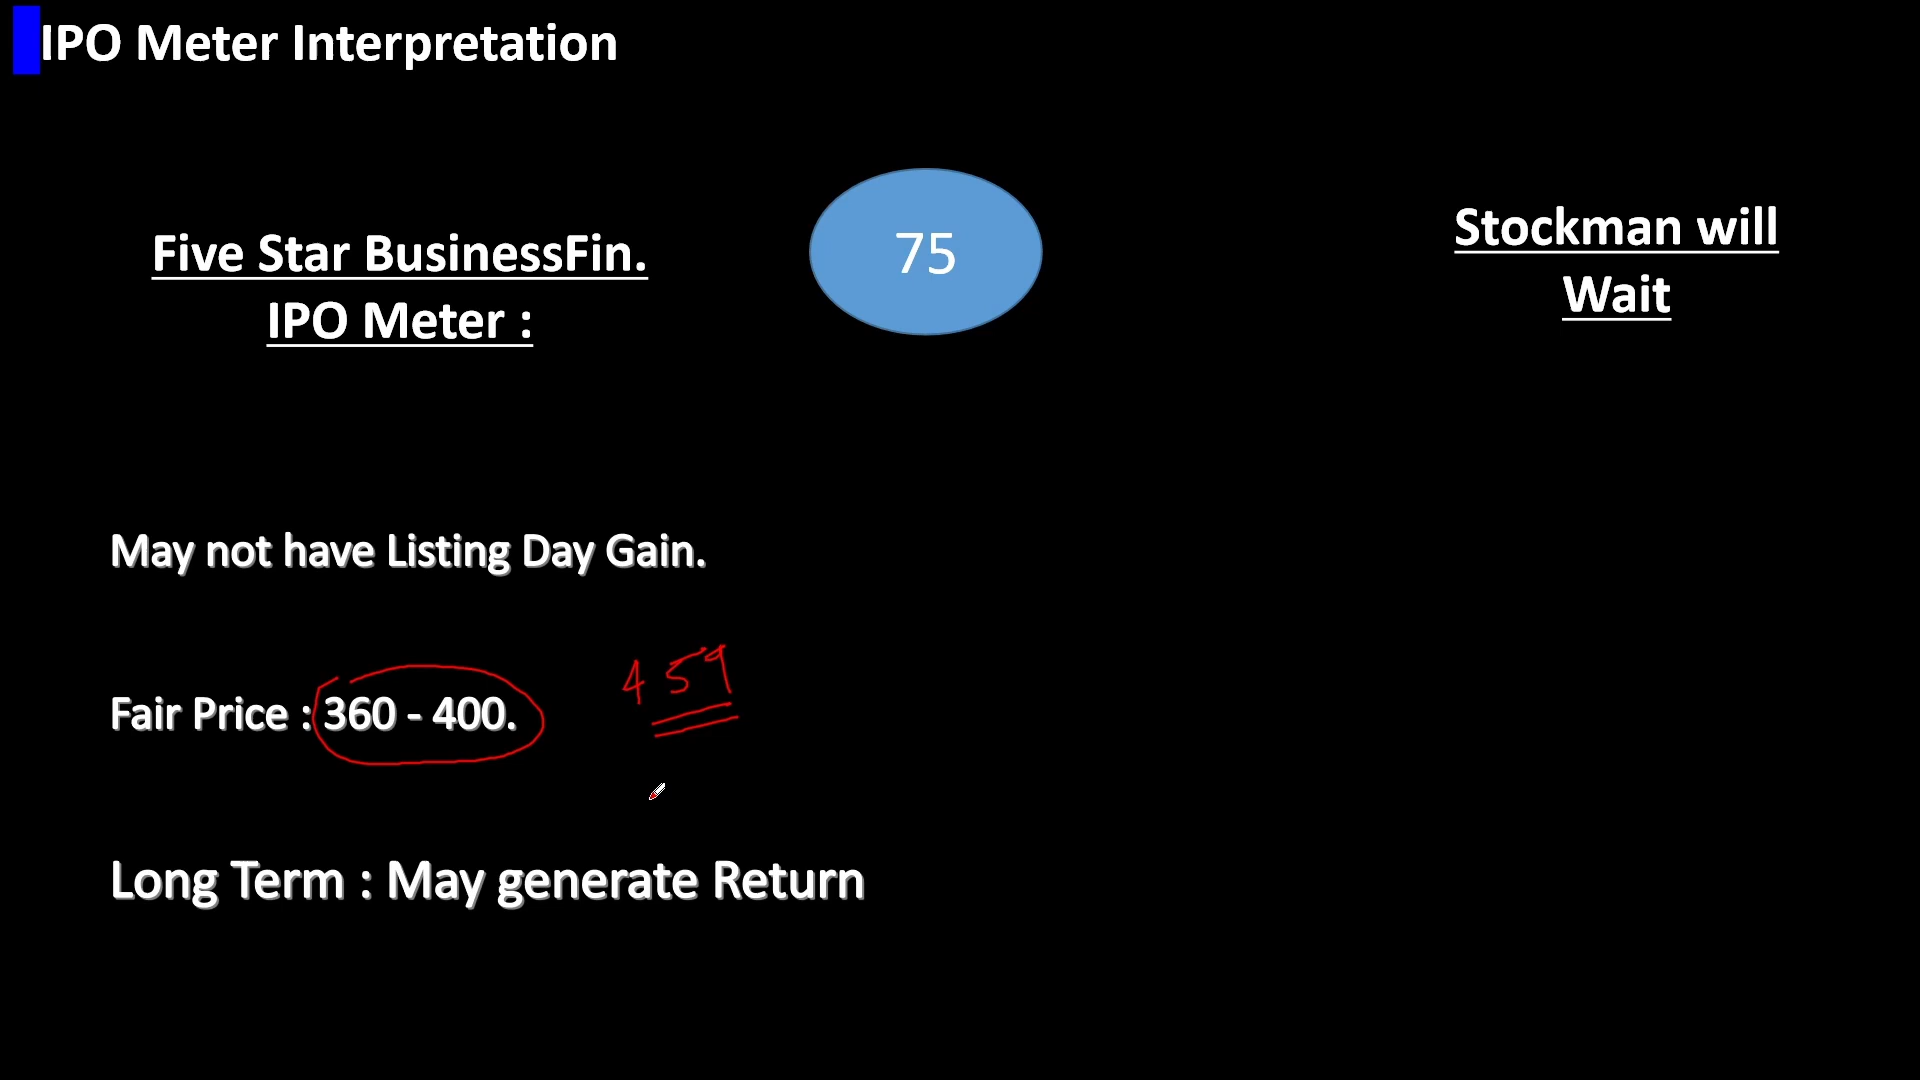 IPO Meter Interpretation
Five Star BusinessFin.
IPO Meter :
75
Stockman will
Wait
May not have Listing Day Gain.
Fair Price : 360 - 400.
459
Long Term : May generate Return